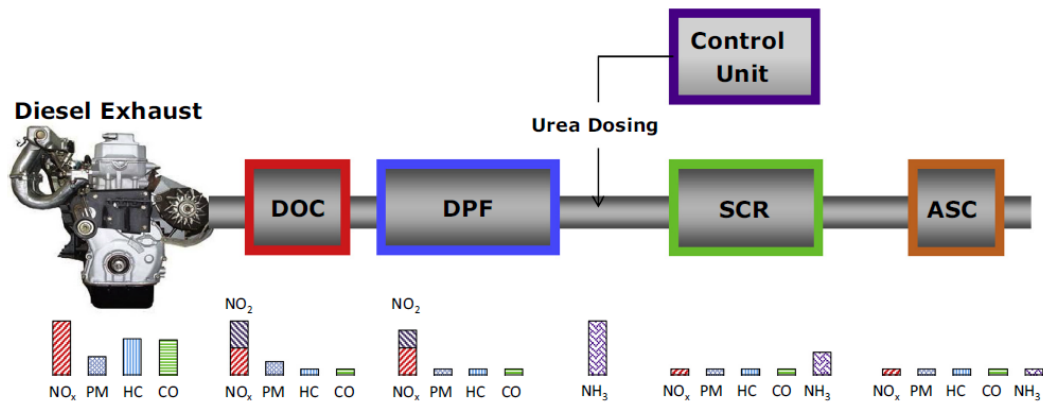 Control
Unit
Diesel Exhaust
Urea Dosing
DOC
DPF
SCR
ASC
NO₂
NO₂
NOₓ PM HC CO
NOₓ PM HC CO
NOₓ PM HC CO
NH₃
NOₓ PM HC CO NH₃
NOₓ PM HC CO NH₃